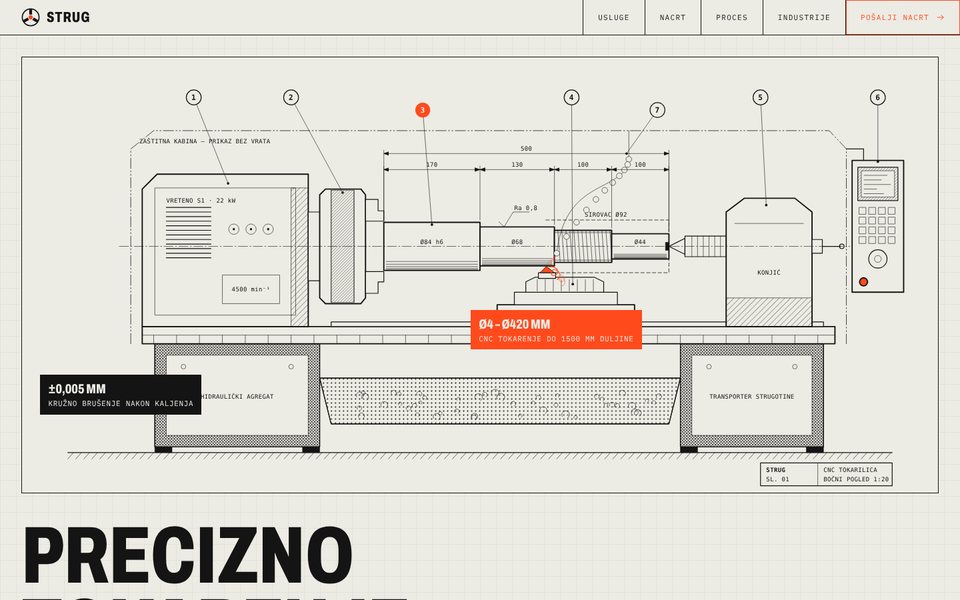 STRUG
USLUGE
NACRT
PROCES
INDUSTRIJE
POŠALJI NACRT →
1
2
3
4
7
5
6
ZAŠTITNA KABINA — PRIKAZ BEZ VRATA
500
170
130
100
100
VRETENO S1 · 22 kW
Ra 0,8
SIROVAC Ø92
Ø84 h6
Ø68
Ø44
KONJIĆ
4500 min⁻¹
Ø4–Ø420 MM
CNC TOKARENJE DO 1500 MM DULJINE
±0,005 MM
KRUŽNO BRUŠENJE NAKON KALJENJA
HIDRAULIČKI AGREGAT
TRANSPORTER STRUGOTINE
STRUG
SL. 01
CNC TOKARILICA
BOČNI POGLED 1:20
PRECIZNO